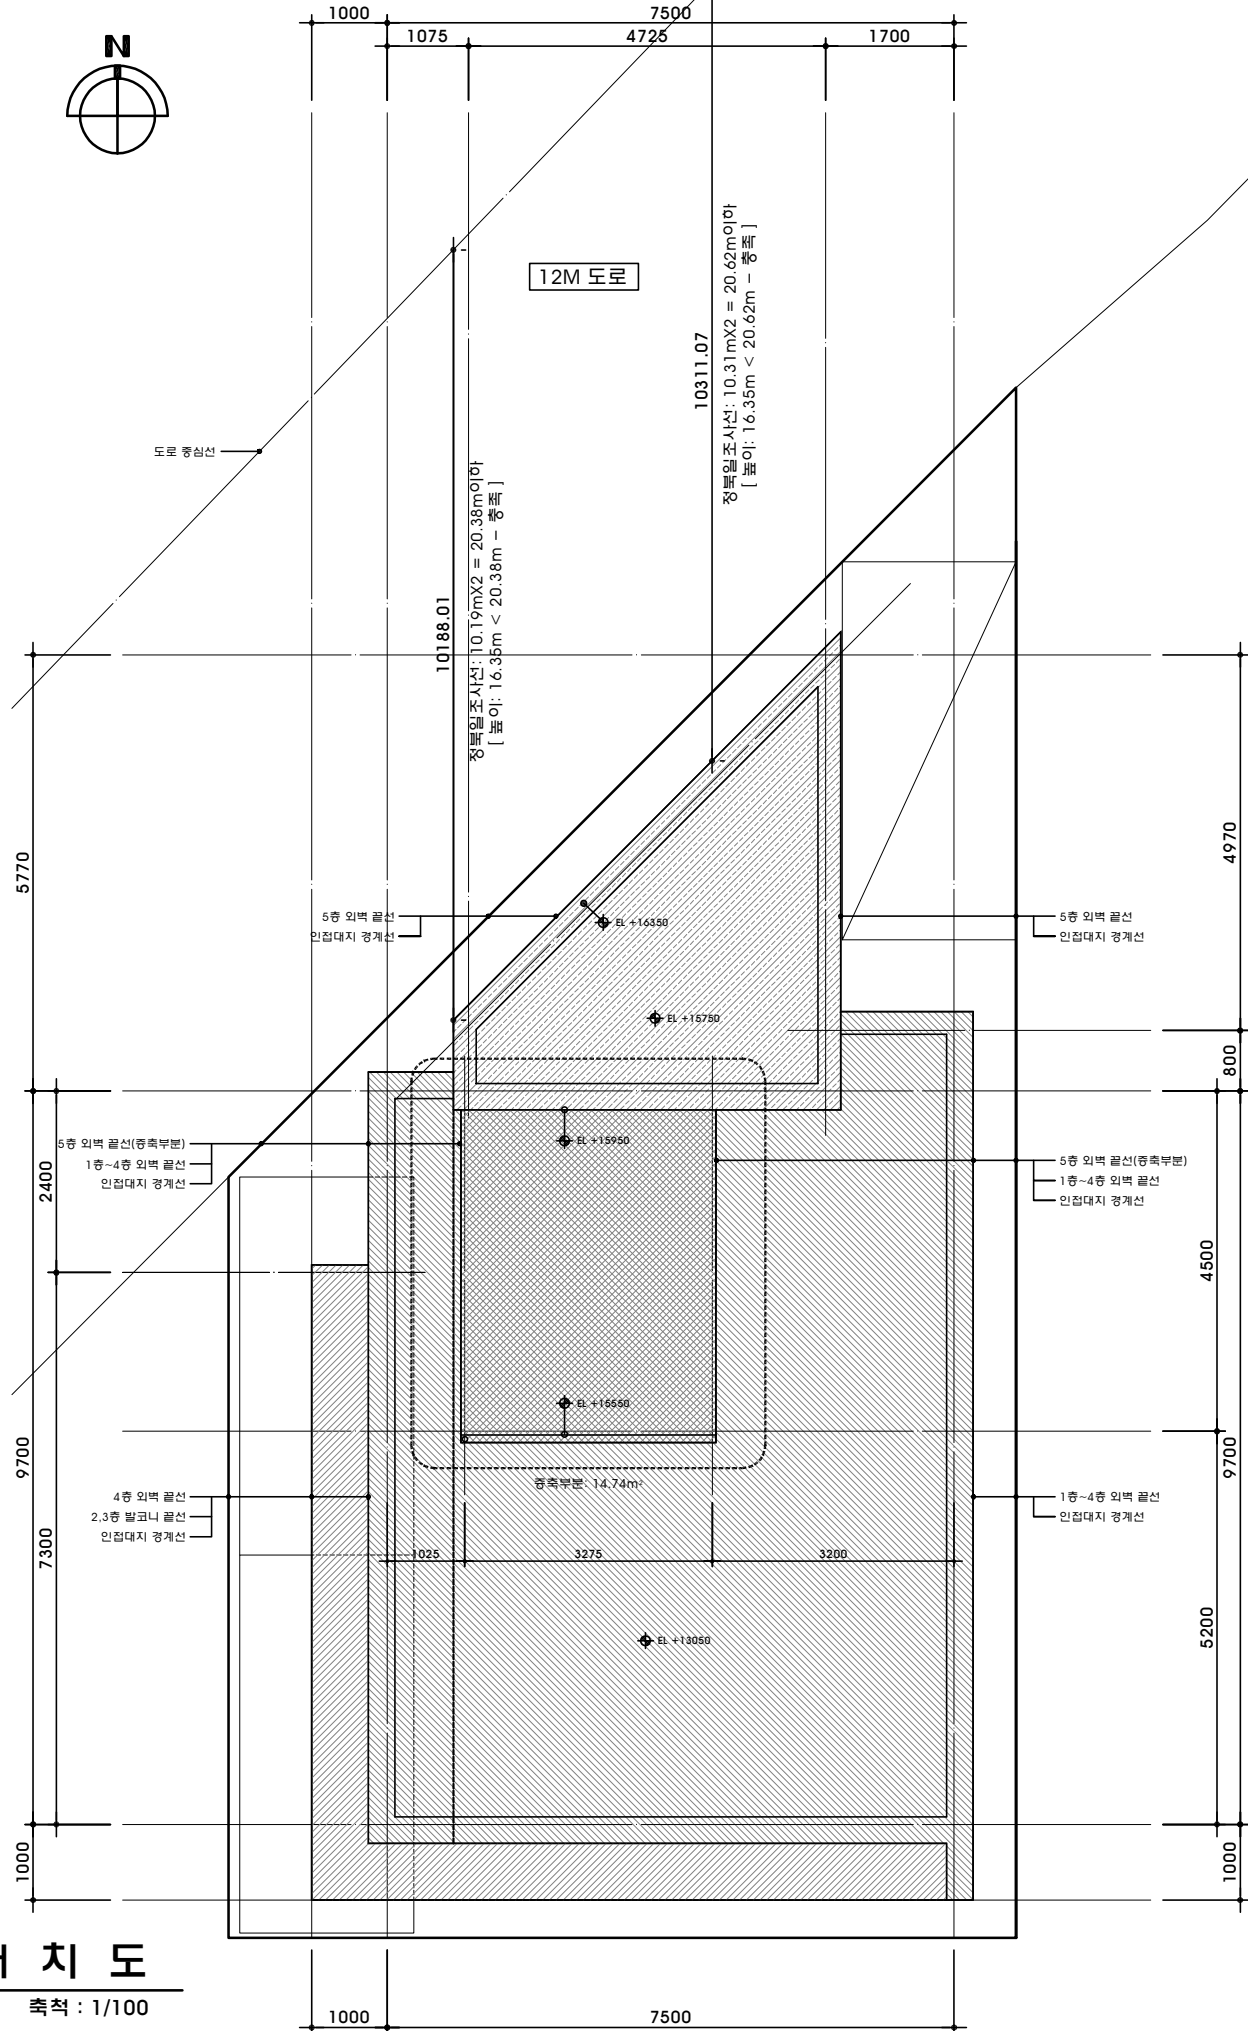 1000
7500
1075
4725
1700
N
12M 도로
도로 중심선
10311.07
정북일조사선: 10.31mX2 = 20.62m이하
[ 높이: 16.35m < 20.62m - 충족 ]
10188.01
정북일조사선: 10.19mX2 = 20.38m이하
[ 높이: 16.35m < 20.38m - 충족 ]
5770
4970
5층 외벽 끝선
인접대지 경계선
EL +16350
5층 외벽 끝선
인접대지 경계선
EL +15750
800
5층 외벽 끝선(증축부분)
1층~4층 외벽 끝선
인접대지 경계선
EL +15950
5층 외벽 끝선(증축부분)
1층~4층 외벽 끝선
인접대지 경계선
2400
4500
EL +15550
9700
9700
증축부분: 14.74m²
4층 외벽 끝선
2,3층 발코니 끝선
인접대지 경계선
1층~4층 외벽 끝선
인접대지 경계선
7300
1025
3275
3200
5200
EL +13050
1000
1000
치 도
축척 : 1/100
1000
7500